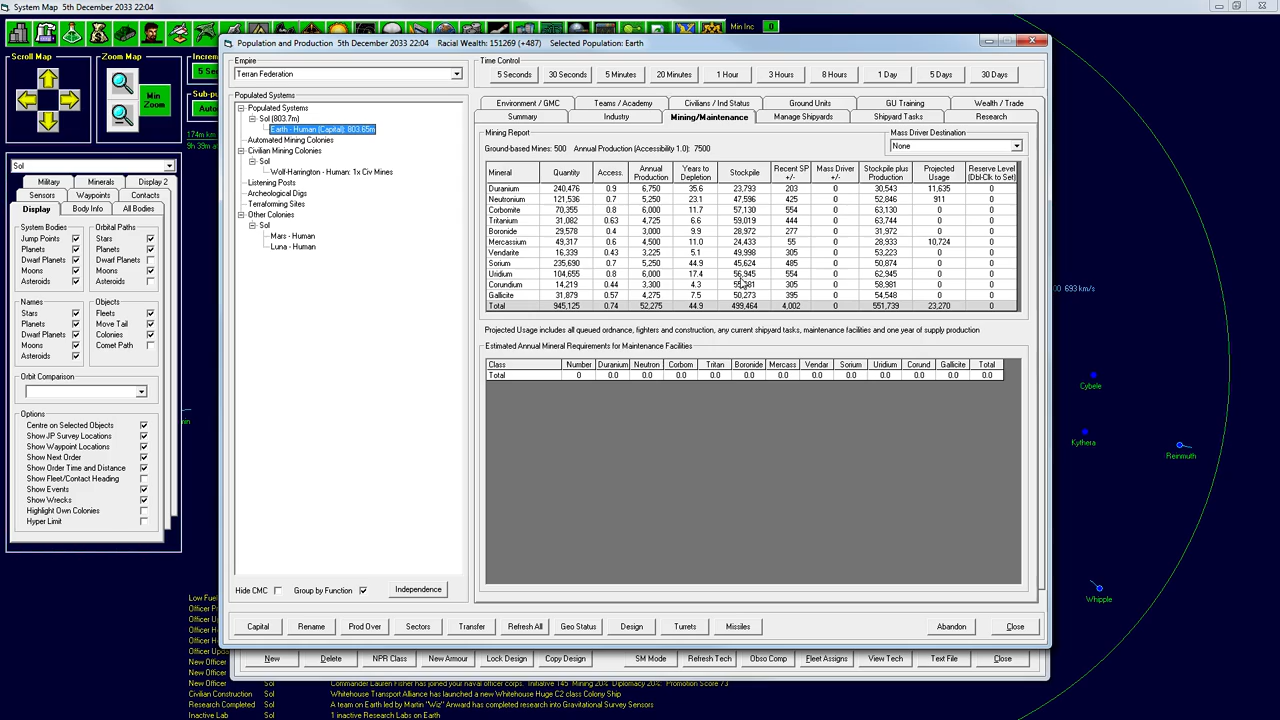 System Map   5th December 2033 22:04
Min Inc 0
Population and Production   5th December 2033 22:04   Racial Wealth: 151269 (+487)   Selected Population: Earth
Scroll Map
Zoom Map
Min Zoom
Empire
Terran Federation
Time Control
5 Seconds 30 Seconds 5 Minutes 20 Minutes 1 Hour 3 Hours 8 Hours 1 Day 5 Days 30 Days
Populated Systems
Populated Systems
Sol (803.7m)
Earth - Human (Capital): 803.65m
Automated Mining Colonies
Civilian Mining Colonies
Sol
Wolf-Harrington - Human: 1x Civ Mines
Listening Posts
Archeological Digs
Terraforming Sites
Other Colonies
Sol
Mars - Human
Luna - Human
Environment / GMC Teams / Academy Civilians / Ind Status Ground Units GU Training Wealth / Trade
Summary Industry Mining/Maintenance Manage Shipyards Shipyard Tasks Research
Mining Report
Ground-based Mines: 500   Annual Production (Accessibility 1.0): 7500
Mass Driver Destination
None
Mineral Quantity Access. Annual Production Years to Depletion Stockpile Recent SP +/- Mass Driver +/- Stockpile plus Production Projected Usage Reserve Level (Dbl-Clk to Set)
Duranium 240,476 0.9 6,750 35.6 23,793 203 0 30,543 11,635
Neutronium 121,536 0.7 5,250 23.1 47,596 425 0 52,846 911 0
Corbomite 70,355 0.8 6,000 11.7 57,130 554 0 63,130 0 0
Tritanium 31,082 0.63 4,725 6.6 59,019 444 0 63,744 0 0
Boronide 29,578 0.4 3,000 9.9 28,972 277 0 31,972 0 0
Mercassium 49,317 0.6 4,500 11.0 24,433 55 0 28,933 10,724 0
Vendarite 16,339 0.43 3,225 5.1 49,998 305 0 53,223 0 0
Sorium 235,690 0.7 5,250 44.9 45,624 485 0 50,874 0 0
Uridium 104,655 0.8 6,000 17.4 56,945 554 0 62,945 0 0
Corundium 14,219 0.44 3,300 4.3 305 0 58,981 0 0
Gallicite 31,879 0.57 4,275 7.5 50,273 395 0 54,548 0 0
Total 945,125 0.74 52,275 44.9 499,464 4,002 0 551,739 23,270 0
Projected Usage includes all queued ordnance, fighters and construction, any current shipyard tasks, maintenance facilities and one year of supply production
Estimated Annual Mineral Requirements for Maintenance Facilities
Class Number Duranium Neutron Corbom Tritan Boronide Mercass Vendar Sorium Uridium Corund Gallicite Total
Total 0 0.0 0.0 0.0 0.0 0.0 0.0 0.0 0.0 0.0 0.0 0.0 0.0
Hide CMC Group by Function Independence
Capital Rename Prod Over Sectors Transfer Refresh All Geo Status Design Turrets Missiles Abandon Close
New Delete NPR Class New Armour Lock Design Copy Design SM Mode Refresh Tech Obso Comp Fleet Assigns View Tech Text File Close
Sol
Military Minerals Display 2
Sensors Waypoints Contacts
Display Body Info All Bodies
System Bodies Orbital Paths
Jump Points Stars
Planets Planets
Dwarf Planets Dwarf Planets
Moons Moons
Asteroids Asteroids
Names Objects
Stars Fleets
Planets Move Tail
Dwarf Planets Colonies
Moons Comet Path
Asteroids
Orbit Comparison
Options
Centre on Selected Objects
Show JP Survey Locations
Show Waypoint Locations
Show Next Order
Show Order Time and Distance
Show Fleet/Contact Heading
Show Events
Show Wrecks
Highlight Own Colonies
Hyper Limit
693 km/s
Cybele
Kythera
Reinmuth
Whipple
New Officer Sol Commander Lauren Fisher has joined your naval officer corps.
Civilian Construction Sol Whitehouse Transport Alliance has launched a new Whitehouse Huge C2 class Colony Ship
Research Completed Sol A team on Earth led by Martin "Wiz" Anward has completed research into Gravitational Survey Sensors
Inactive Lab Sol 1 inactive Research Labs on Earth